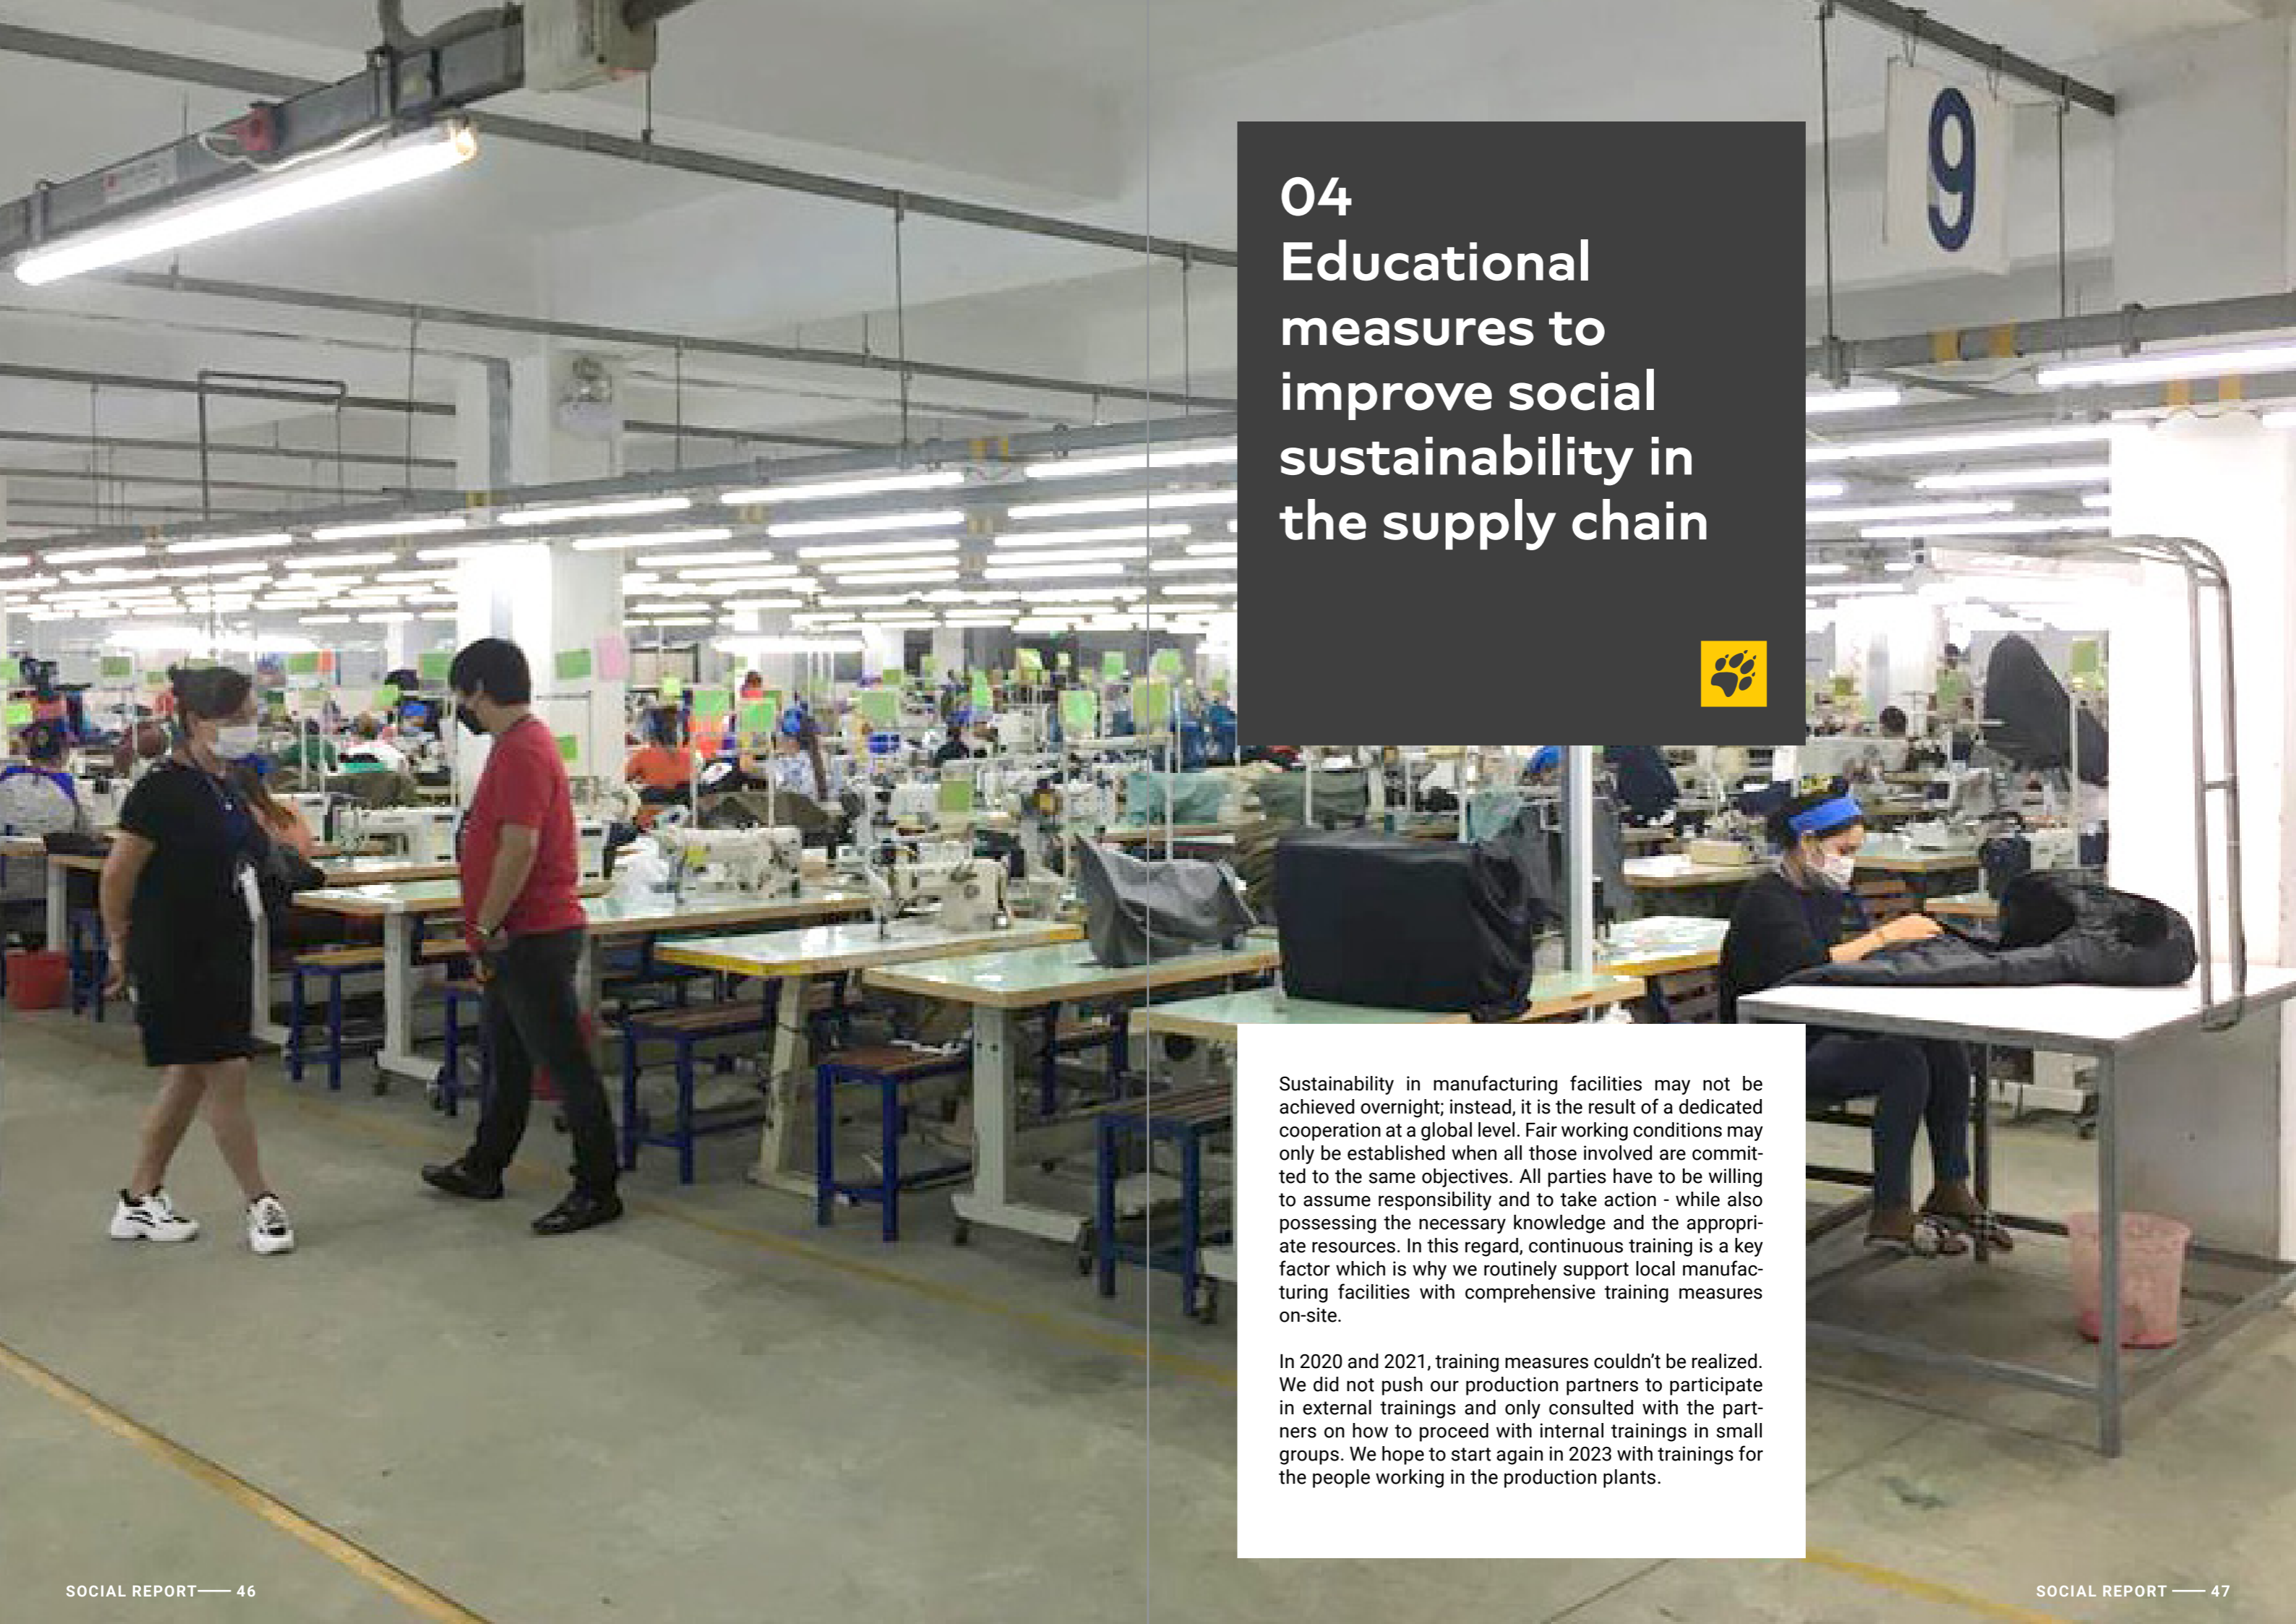 9
04
Educational
measures to
improve social
sustainability in
the supply chain
Sustainability in manufacturing facilities may not be
achieved overnight; instead, it is the result of a dedicated
cooperation at a global level. Fair working conditions may
only be established when all those involved are commit-
ted to the same objectives. All parties have to be willing
to assume responsibility and to take action - while also
possessing the necessary knowledge and the appropri-
ate resources. In this regard, continuous training is a key
factor which is why we routinely support local manufac-
turing facilities with comprehensive training measures
on-site.
In 2020 and 2021, training measures couldn’t be realized.
We did not push our production partners to participate
in external trainings and only consulted with the part-
ners on how to proceed with internal trainings in small
groups. We hope to start again in 2023 with trainings for
the people working in the production plants.
SOCIAL REPORT — 46
SOCIAL REPORT — 47